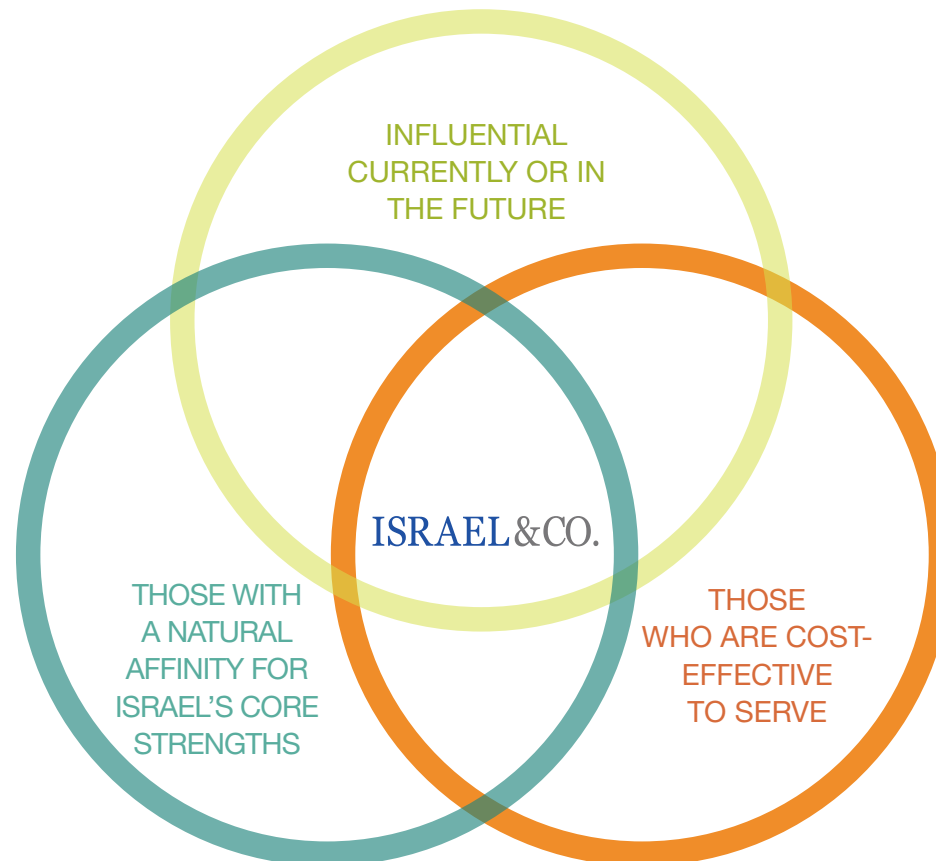 INFLUENTIAL
CURRENTLY OR IN
THE FUTURE
ISRAEL&CO.
THOSE WITH
A NATURAL
AFFINITY FOR
ISRAEL’S CORE
STRENGTHS
THOSE
WHO ARE COST-
EFFECTIVE
TO SERVE